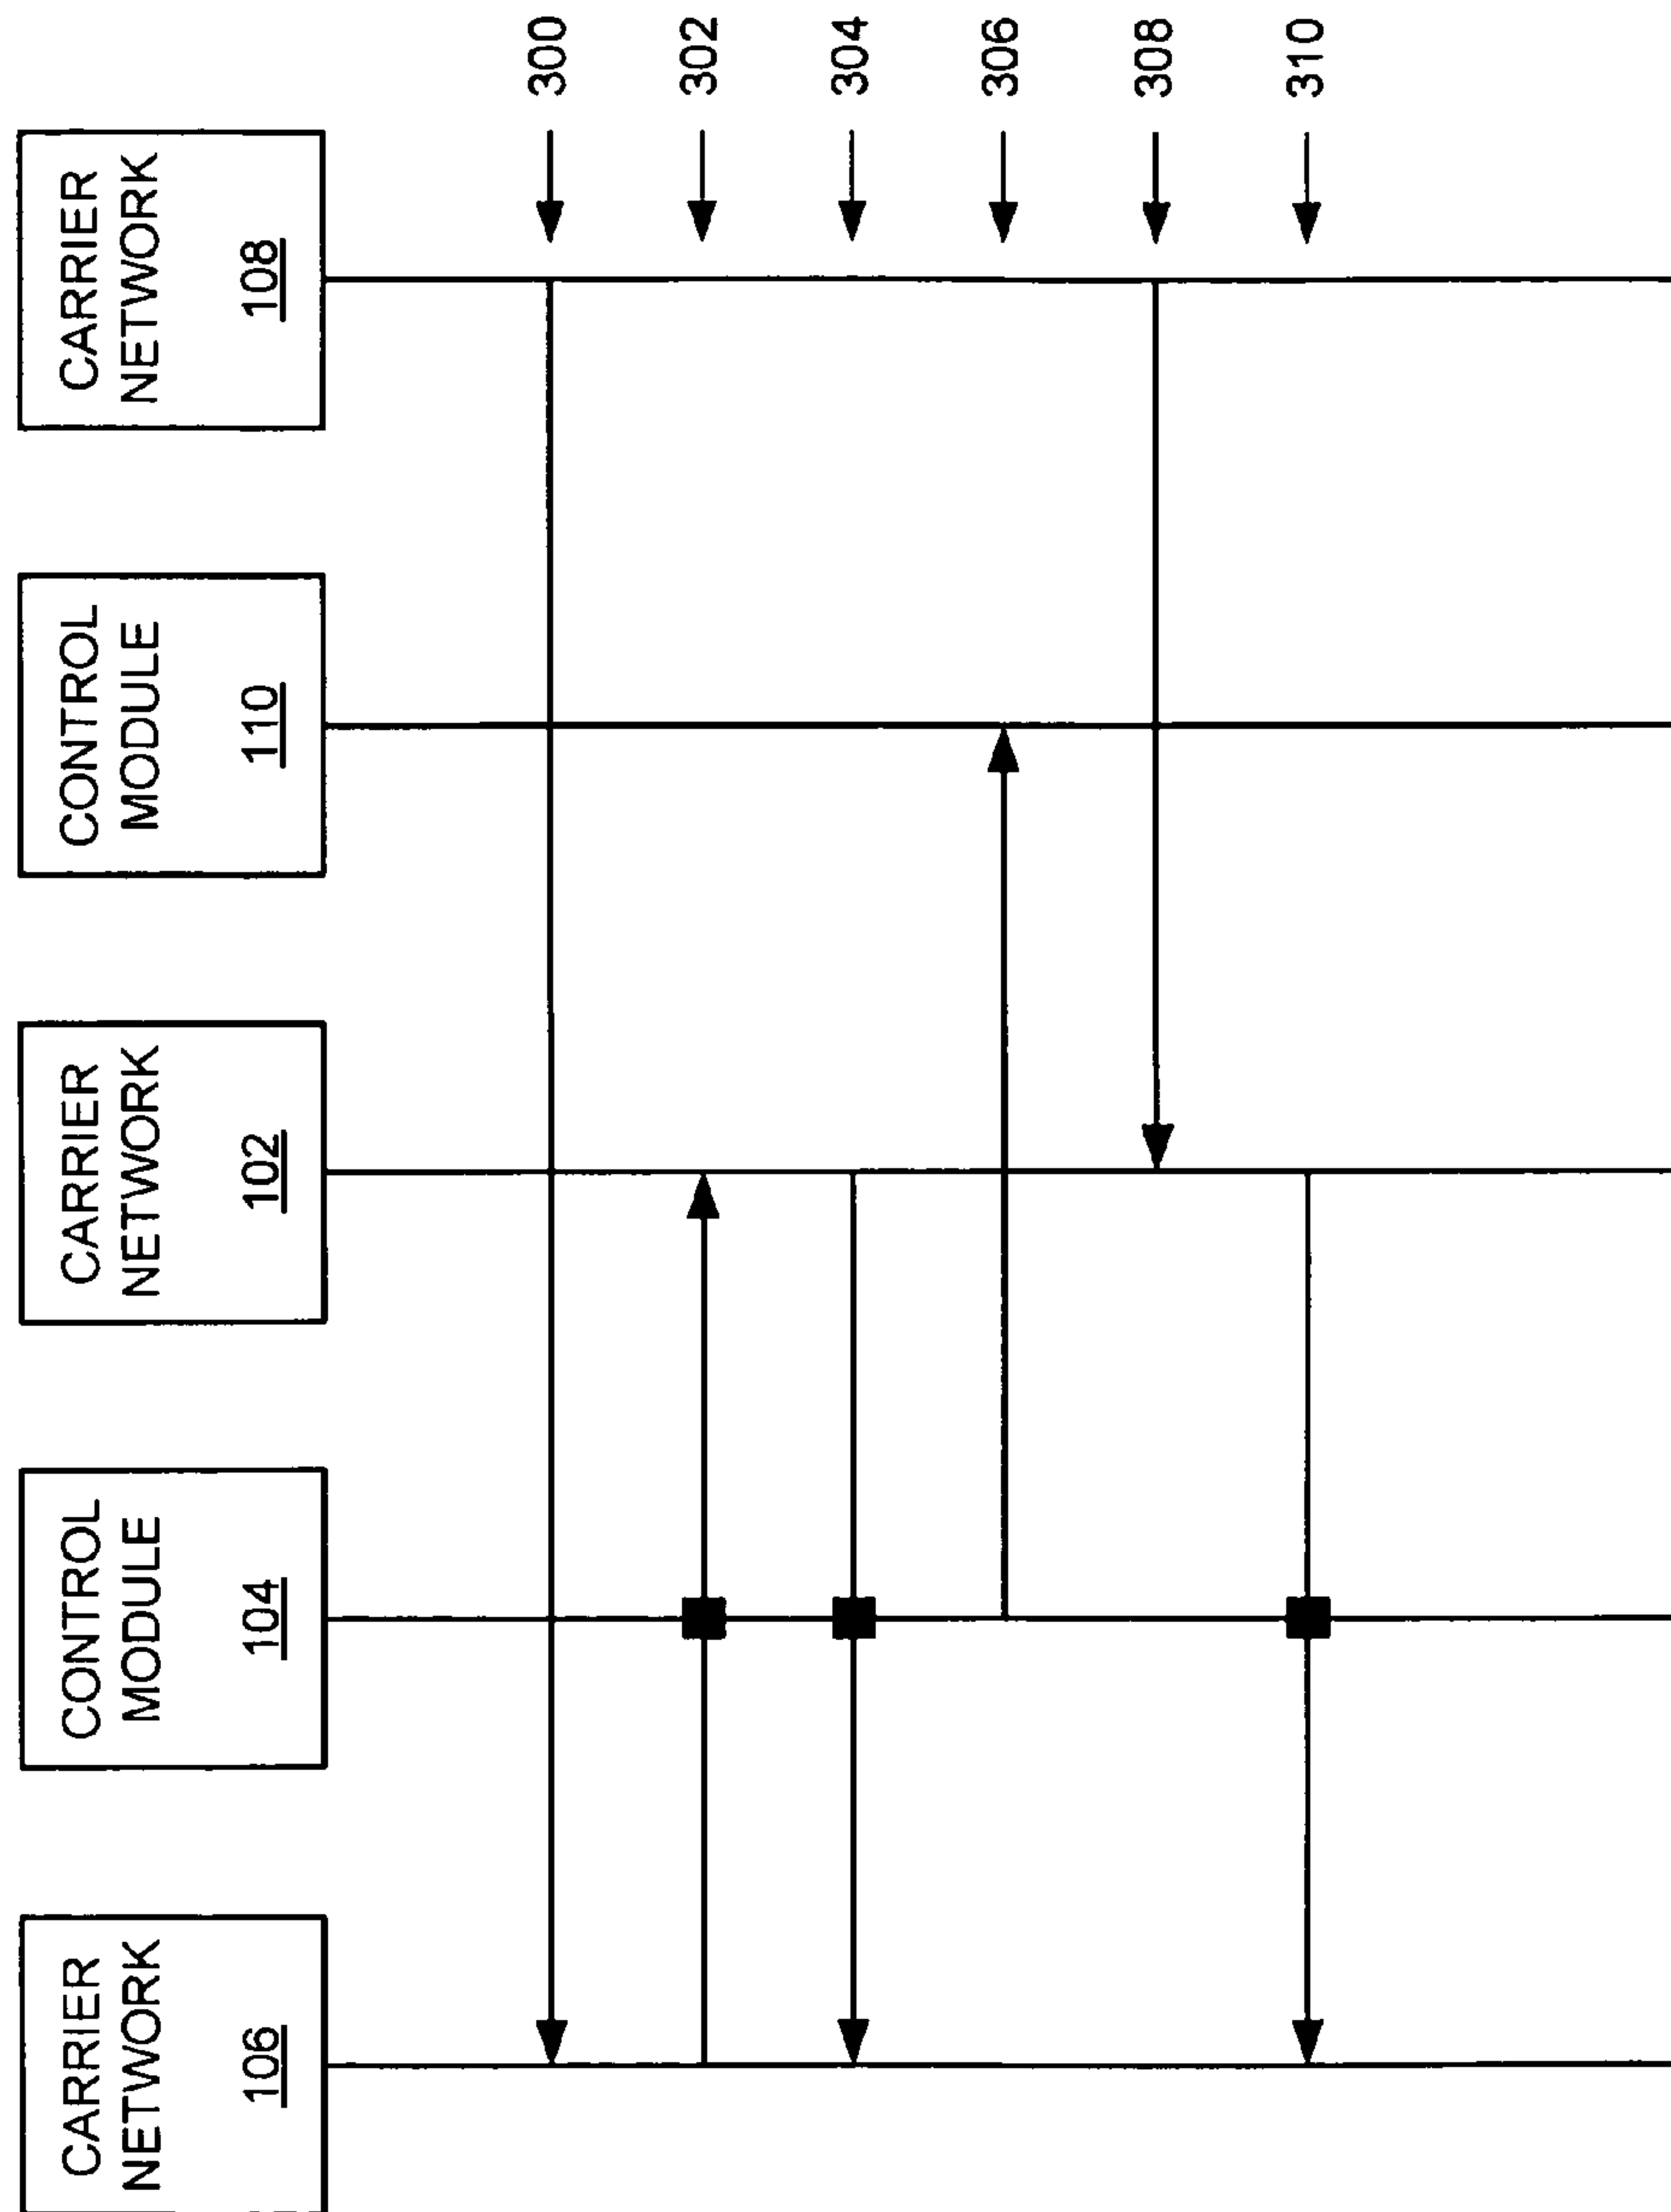 CARRIER
NETWORK
106
CONTROL
MODULE
104
CARRIER
NETWORK
102
CONTROL
MODULE
110
CARRIER
NETWORK
108
300
302
304
306
308
310